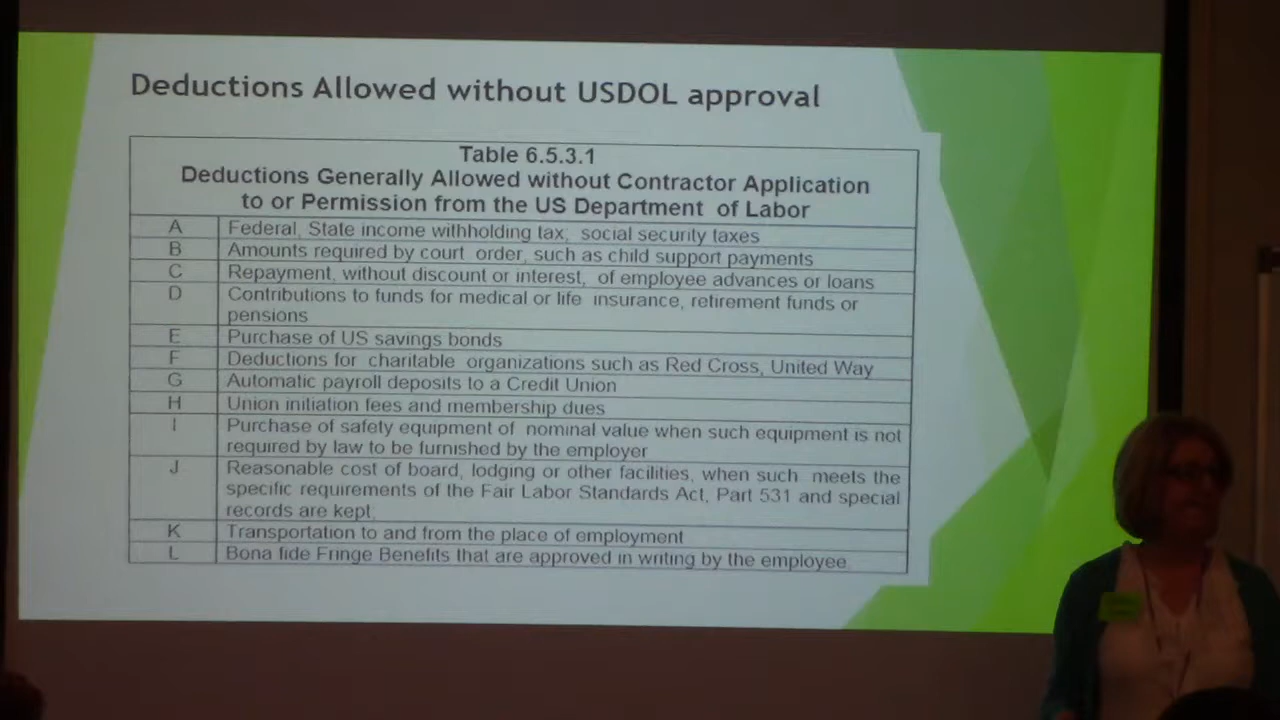 Deductions Allowed without USDOL approval
Table 6.5.3.1
Deductions Generally Allowed without Contractor Application
to or Permission from the US Department of Labor
A Federal, State income withholding tax; social security taxes
B Amounts required by court order, such as child support payments
C Repayment, without discount or interest, of employee advances or loans
D Contributions to funds for medical or life insurance, retirement funds or
pensions
E Purchase of US savings bonds
F Deductions for charitable organizations such as Red Cross, United Way
G Automatic payroll deposits to a Credit Union
H Union initiation fees and membership dues
I Purchase of safety equipment of nominal value when such equipment is not
required by law to be furnished by the employer
J Reasonable cost of board, lodging or other facilities, when such meets the
specific requirements of the Fair Labor Standards Act, Part 531 and special
records are kept;
K Transportation to and from the place of employment
L Bona fide Fringe Benefits that are approved in writing by the employee